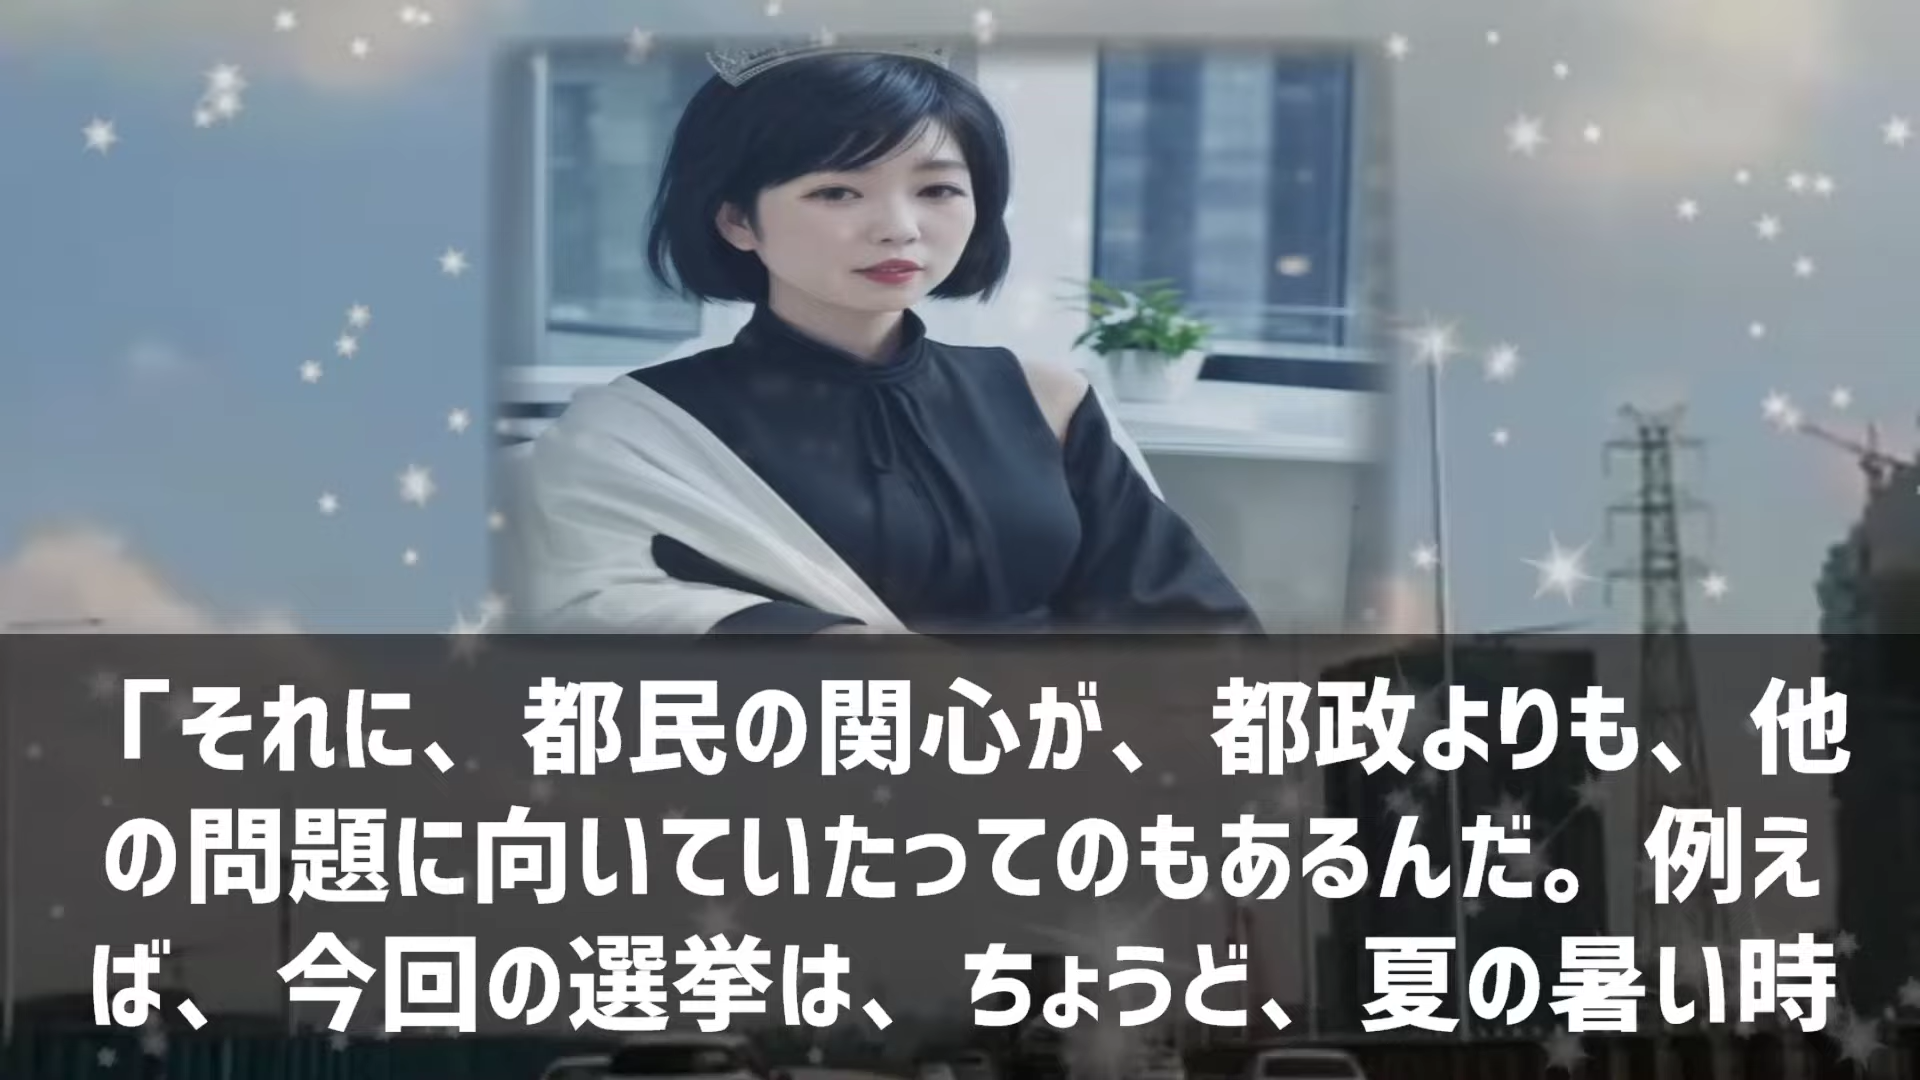 「それに、都民の関心が、都政よりも、他
の問題に向いていたってのもあるんだ。例え
ば、今回の選挙は、ちょうど、夏の暑い時